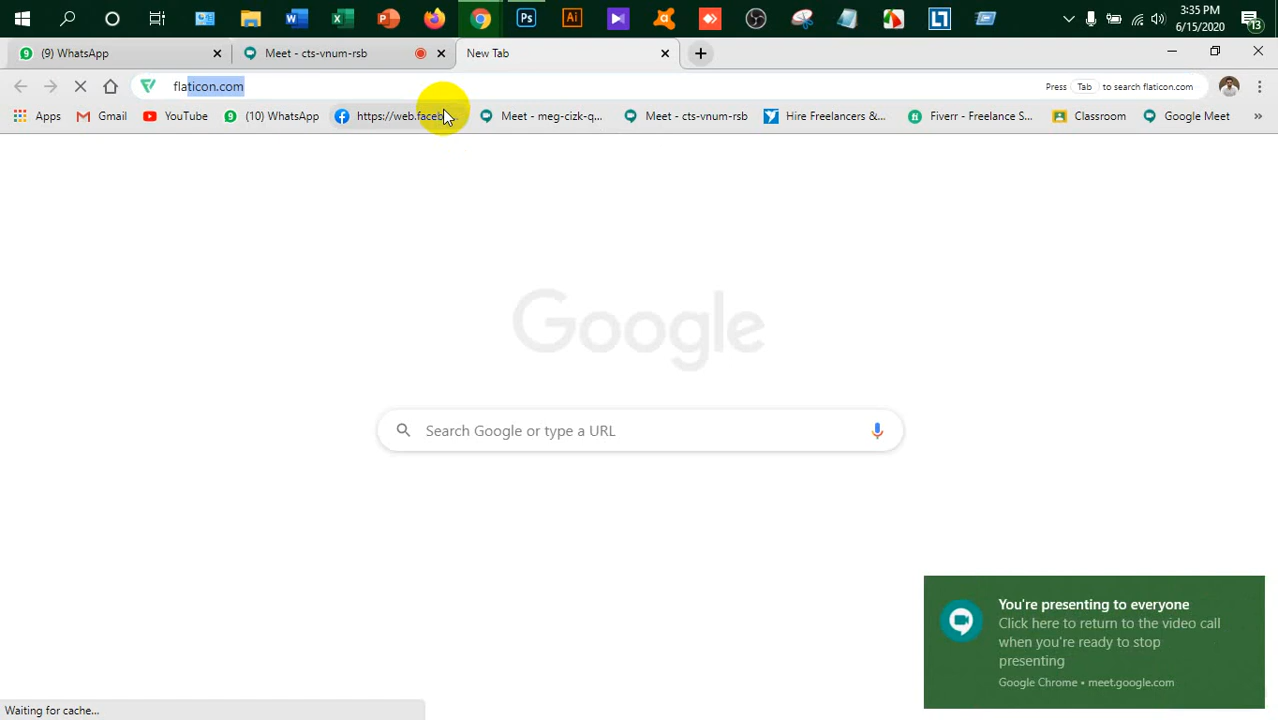 3:35 PM
6/15/2020
13
(9) WhatsApp
Meet - cts-vnum-rsb
New Tab
flaticon.com
Press Tab to search flaticon.com
Apps
Gmail
YouTube
(10) WhatsApp
https://web.faceb...
Meet - meg-cizk-q...
Meet - cts-vnum-rsb
Hire Freelancers &...
Fiverr - Freelance S...
Classroom
Google Meet
»
Google
Search Google or type a URL
You're presenting to everyone
Click here to return to the video call
when you're ready to stop
presenting
Google Chrome • meet.google.com
Waiting for cache...